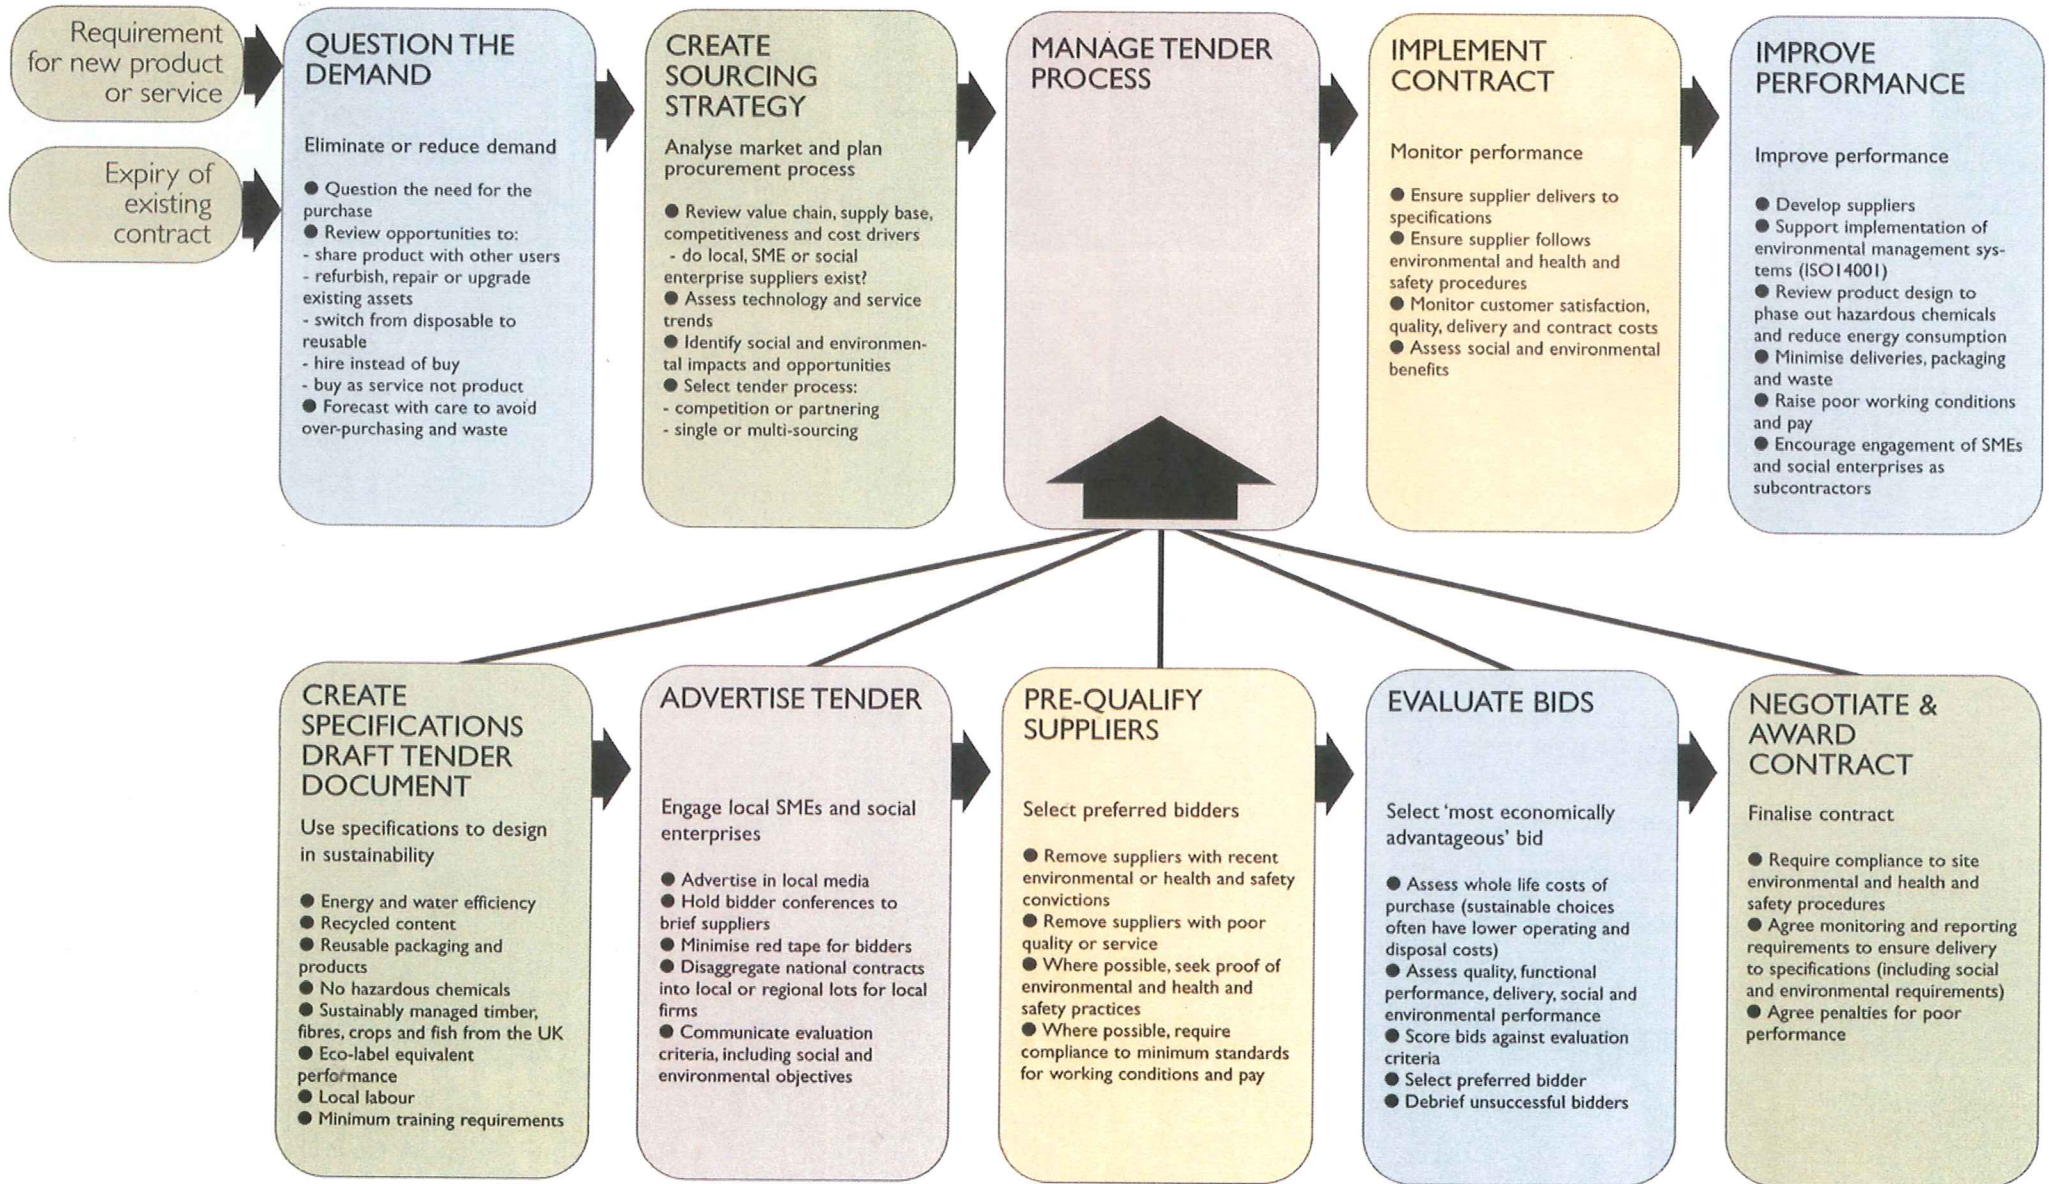 Requirement
for new product
or service
Expiry of
existing
contract
QUESTION THE
DEMAND
Eliminate or reduce demand
● Question the need for the
purchase
● Review opportunities to:
- share product with other users
- refurbish, repair or upgrade
existing assets
- switch from disposable to
reusable
- hire instead of buy
- buy as service not product
● Forecast with care to avoid
over-purchasing and waste
CREATE
SOURCING
STRATEGY
Analyse market and plan
procurement process
● Review value chain, supply base,
competitiveness and cost drivers
- do local, SME or social
enterprise suppliers exist?
● Assess technology and service
trends
● Identify social and environmen-
tal impacts and opportunities
● Select tender process:
- competition or partnering
- single or multi-sourcing
MANAGE TENDER
PROCESS
IMPLEMENT
CONTRACT
Monitor performance
● Ensure supplier delivers to
specifications
● Ensure supplier follows
environmental and health and
safety procedures
● Monitor customer satisfaction,
quality, delivery and contract costs
● Assess social and environmental
benefits
IMPROVE
PERFORMANCE
Improve performance
● Develop suppliers
● Support implementation of
environmental management sys-
tems (ISO14001)
● Review product design to
phase out hazardous chemicals
and reduce energy consumption
● Minimise deliveries, packaging
and waste
● Raise poor working conditions
and pay
● Encourage engagement of SMEs
and social enterprises as
subcontractors
CREATE
SPECIFICATIONS
DRAFT TENDER
DOCUMENT
Use specifications to design
in sustainability
● Energy and water efficiency
● Recycled content
● Reusable packaging and
products
● No hazardous chemicals
● Sustainably managed timber,
fibres, crops and fish from the UK
● Eco-label equivalent
performance
● Local labour
● Minimum training requirements
ADVERTISE TENDER
Engage local SMEs and social
enterprises
● Advertise in local media
● Hold bidder conferences to
brief suppliers
● Minimise red tape for bidders
● Disaggregate national contracts
into local or regional lots for local
firms
● Communicate evaluation
criteria, including social and
environmental objectives
PRE-QUALIFY
SUPPLIERS
Select preferred bidders
● Remove suppliers with recent
environmental or health and safety
convictions
● Remove suppliers with poor
quality or service
● Where possible, seek proof of
environmental and health and
safety practices
● Where possible, require
compliance to minimum standards
for working conditions and pay
EVALUATE BIDS
Select ‘most economically
advantageous’ bid
● Assess whole life costs of
purchase (sustainable choices
often have lower operating and
disposal costs)
● Assess quality, functional
performance, delivery, social and
environmental performance
● Score bids against evaluation
criteria
● Select preferred bidder
● Debrief unsuccessful bidders
NEGOTIATE &
AWARD
CONTRACT
Finalise contract
● Require compliance to site
environmental and health and
safety procedures
● Agree monitoring and reporting
requirements to ensure delivery
to specifications (including social
and environmental requirements)
● Agree penalties for poor
performance